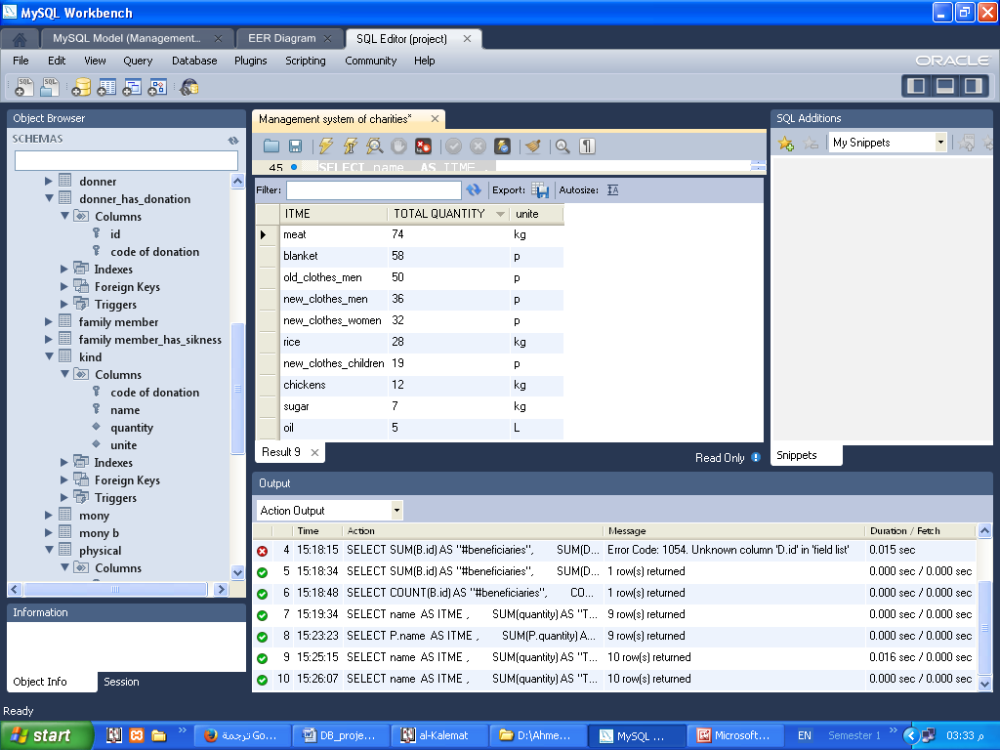 MySQL Workbench
MySQL Model (Management...
EER Diagram
SQL Editor (project)
File Edit View Query Database Plugins Scripting Community Help
ORACLE
Object Browser
SCHEMAS
donner
donner_has_donation
Columns
id
code of donation
Indexes
Foreign Keys
Triggers
family member
family member_has_sikness
kind
Columns
code of donation
name
quantity
unite
Indexes
Foreign Keys
Triggers
mony
mony b
physical
Columns
Information
Object Info Session
Management system of charities*
45 SELECT name AS ITME ,
Filter: Export: Autosize:
ITME TOTAL QUANTITY unite
meat 74 kg
blanket 58 p
old_clothes_men 50 p
new_clothes_men 36 p
new_clothes_women 32 p
rice 28 kg
new_clothes_children 19 p
chickens 12 kg
sugar 7 kg
oil 5 L
Result 9
Read Only
SQL Additions
My Snippets
Snippets
Output
Action Output
Time Action Message Duration / Fetch
4 15:18:15 SELECT SUM(B.id) AS "#beneficiaries", SUM(D... Error Code: 1054. Unknown column 'D.id' in 'field list' 0.015 sec
5 15:18:34 SELECT SUM(B.id) AS "#beneficiaries", SUM(D... 1 row(s) returned 0.000 sec / 0.000 sec
6 15:18:48 SELECT COUNT(B.id) AS "#beneficiaries", CO... 1 row(s) returned 0.000 sec / 0.000 sec
7 15:19:34 SELECT name AS ITME , SUM(quantity) AS "T... 9 row(s) returned 0.000 sec / 0.000 sec
8 15:23:23 SELECT P.name AS ITME , SUM(P.quantity) A... 9 row(s) returned 0.000 sec / 0.000 sec
9 15:25:15 SELECT name AS ITME , SUM(quantity) AS "T... 10 row(s) returned 0.016 sec / 0.000 sec
10 15:26:07 SELECT name AS ITME , SUM(quantity) AS "T... 10 row(s) returned 0.000 sec / 0.000 sec
Ready
start
ترجمة Go...
DB_proje...
al-Kalemat
D:\Ahme...
MySQL ...
Microsoft...
EN
Semester 1
03:33 م